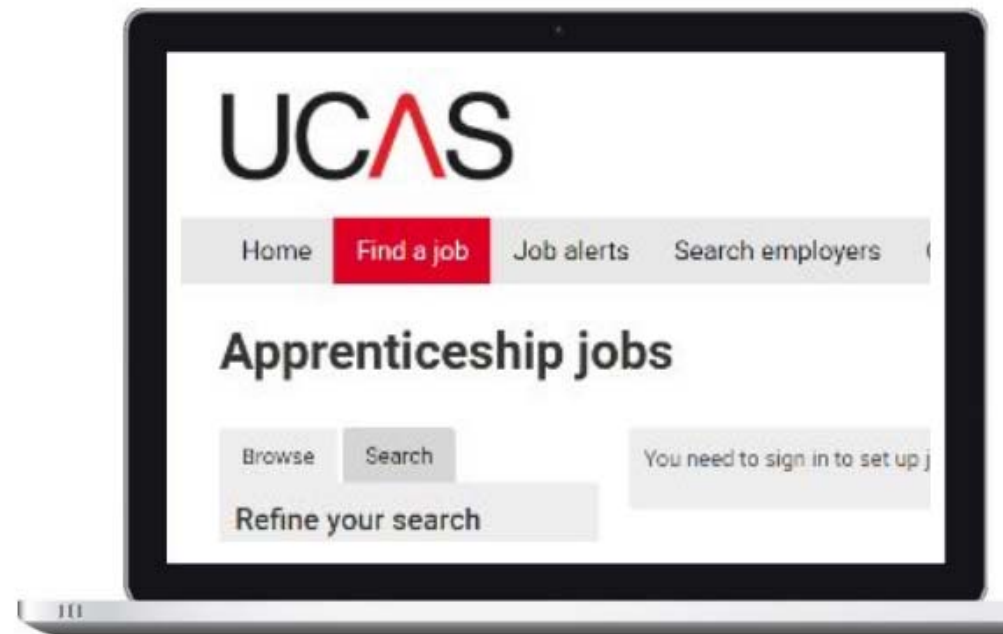 UCAS
Home Find a job Job alerts Search employers
Apprenticeship jobs
Browse Search
You need to sign in to set up j
Refine your search